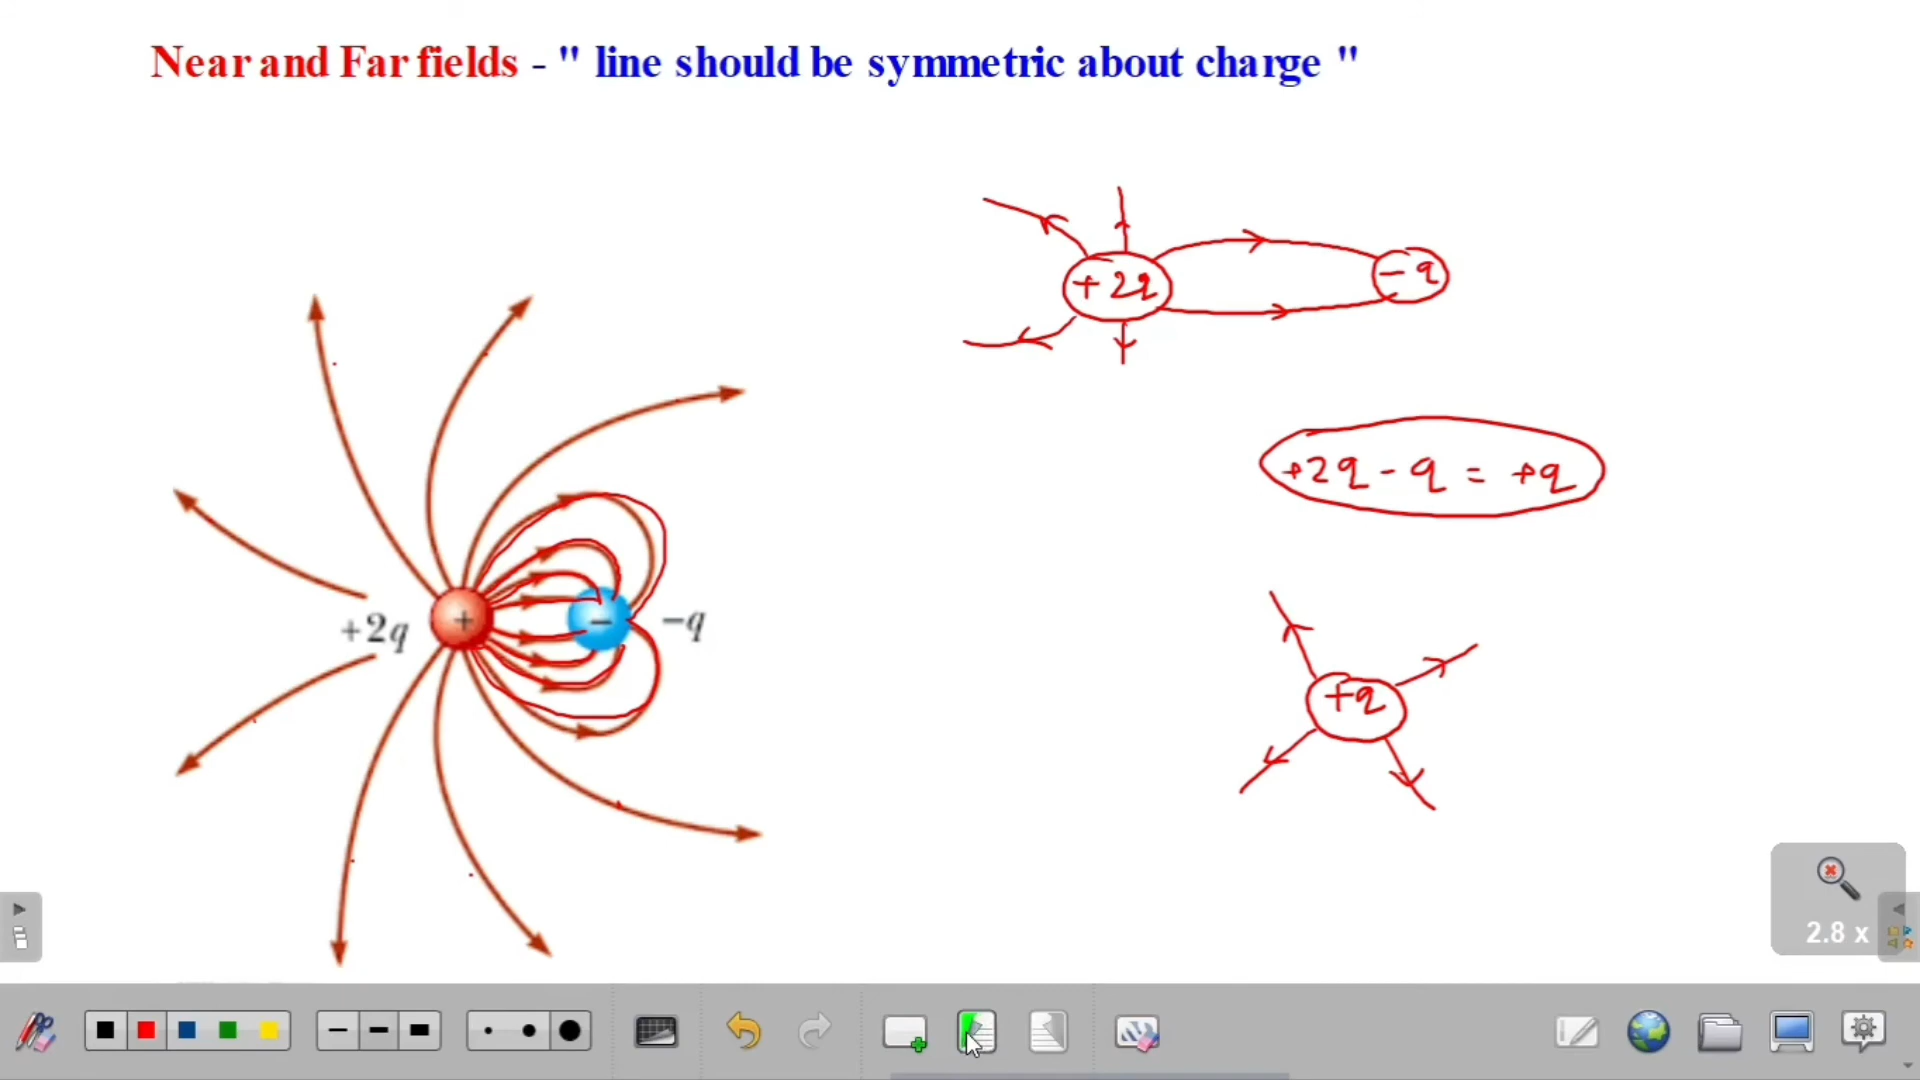 Near and Far fields - " line should be symmetric about charge "
+2q
-q
+2q - q = +q
+
+2q
−
−q
+q
2.8 x